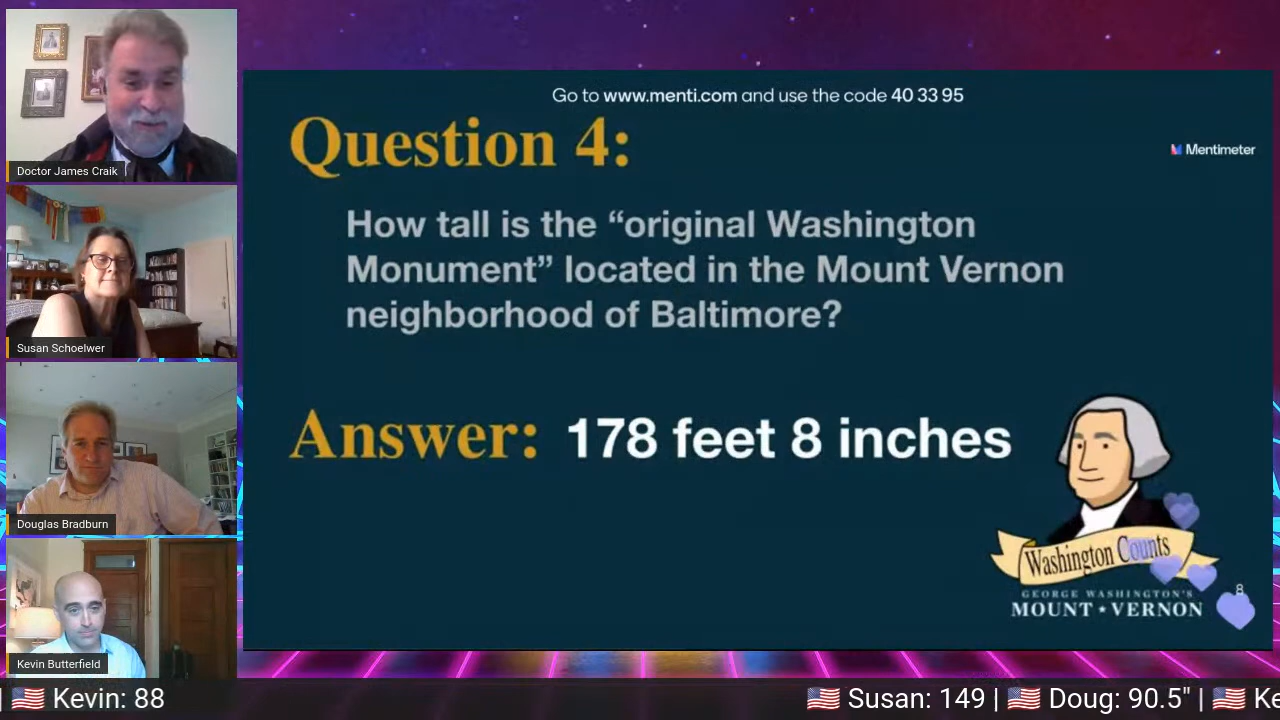 Doctor James Craik
Susan Schoelwer
Douglas Bradburn
Kevin Butterfield
Go to www.menti.com and use the code 40 33 95
Mentimeter
Question 4:
How tall is the “original Washington
Monument” located in the Mount Vernon
neighborhood of Baltimore?
Answer: 178 feet 8 inches
Washington Counts
GEORGE WASHINGTON'S
MOUNT ★ VERNON
8
| 🇺🇸 Kevin: 88 🇺🇸 Susan: 149 | 🇺🇸 Doug: 90.5" | 🇺🇸 Ke